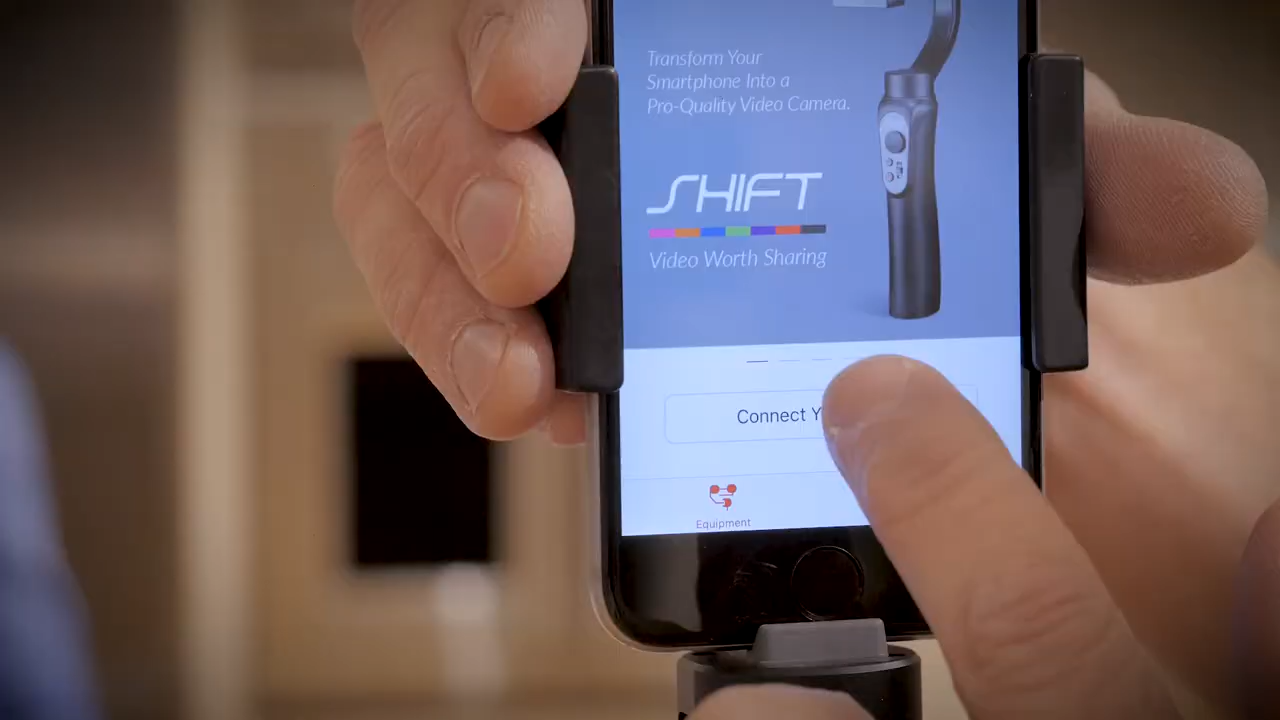 Transform Your
Smartphone Into a
Pro-Quality Video Camera.
SHIFT
Video Worth Sharing
Connect Y
Equipment